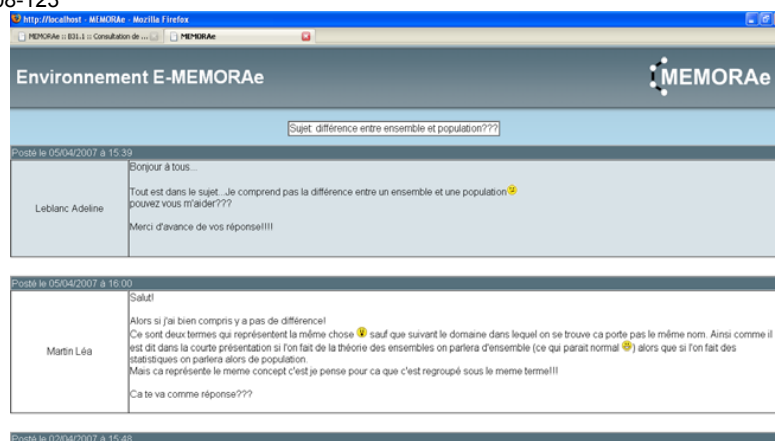 08-123
http://localhost - MEMORAe - Mozilla Firefox
MEMORAe :: B31.1 :: Consultation de ...
MEMORAe
Environnement E-MEMORAe
MEMORAe
Sujet: différence entre ensemble et population???
Posté le 05/04/2007 à 15:39
Leblanc Adeline
Bonjour à tous...
Tout est dans le sujet...Je comprend pas la différence entre un ensemble et une population
pouvez vous m'aider???
Merci d'avance de vos réponse!!!!
Posté le 05/04/2007 à 16:00
Martin Léa
Salut!
Alors si j'ai bien compris y a pas de différence!
Ce sont deux termes qui représentent la même chose sauf que suivant le domaine dans lequel on se trouve ca porte pas le même nom. Ainsi comme il
est dit dans la courte présentation si l'on fait de la théorie des ensembles on parlera d'ensemble (ce qui parait normal ) alors que si l'on fait des
statistiques on parlera alors de population.
Mais ca représente le meme concept c'est je pense pour ca que c'est regroupé sous le meme terme!!!
Ca te va comme réponse???
Posté le 02/04/2007 à 15:48